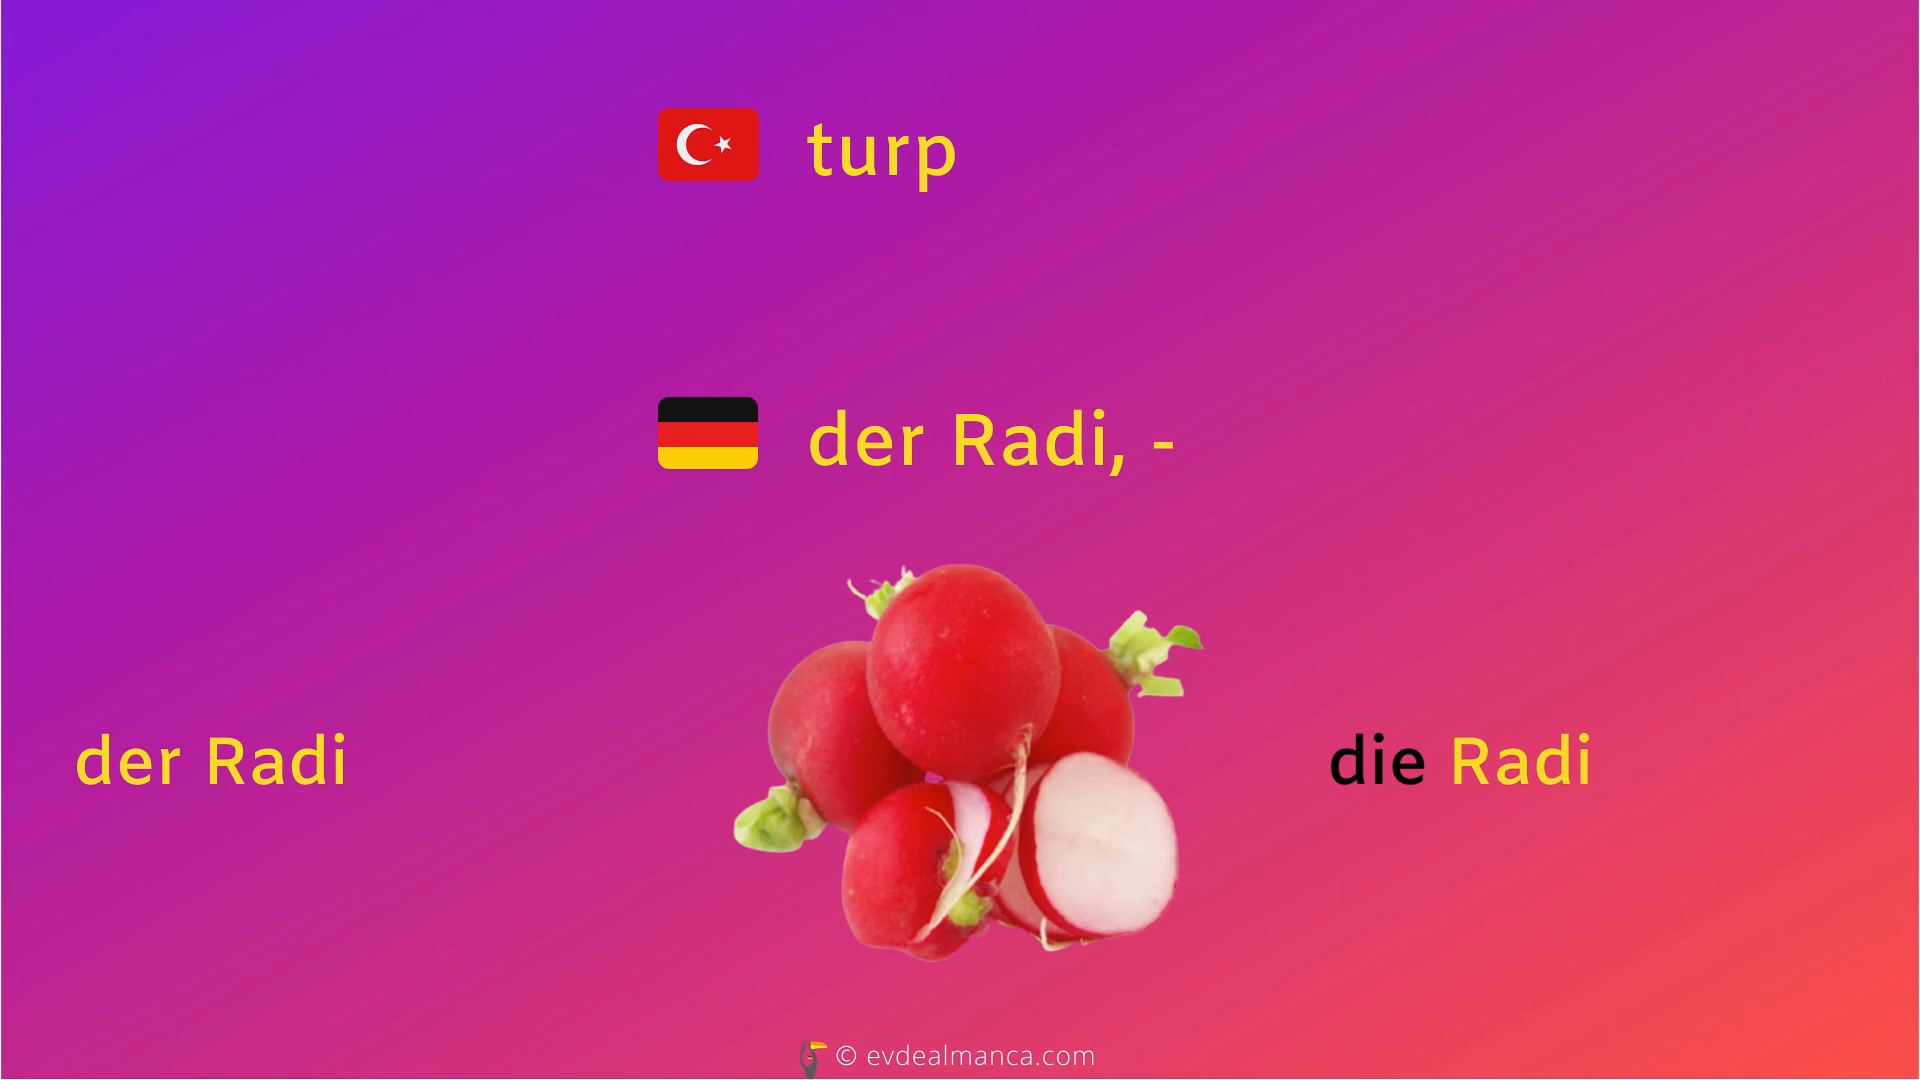 turp
der Radi, -
der Radi
die Radi
© evdealmanca.com